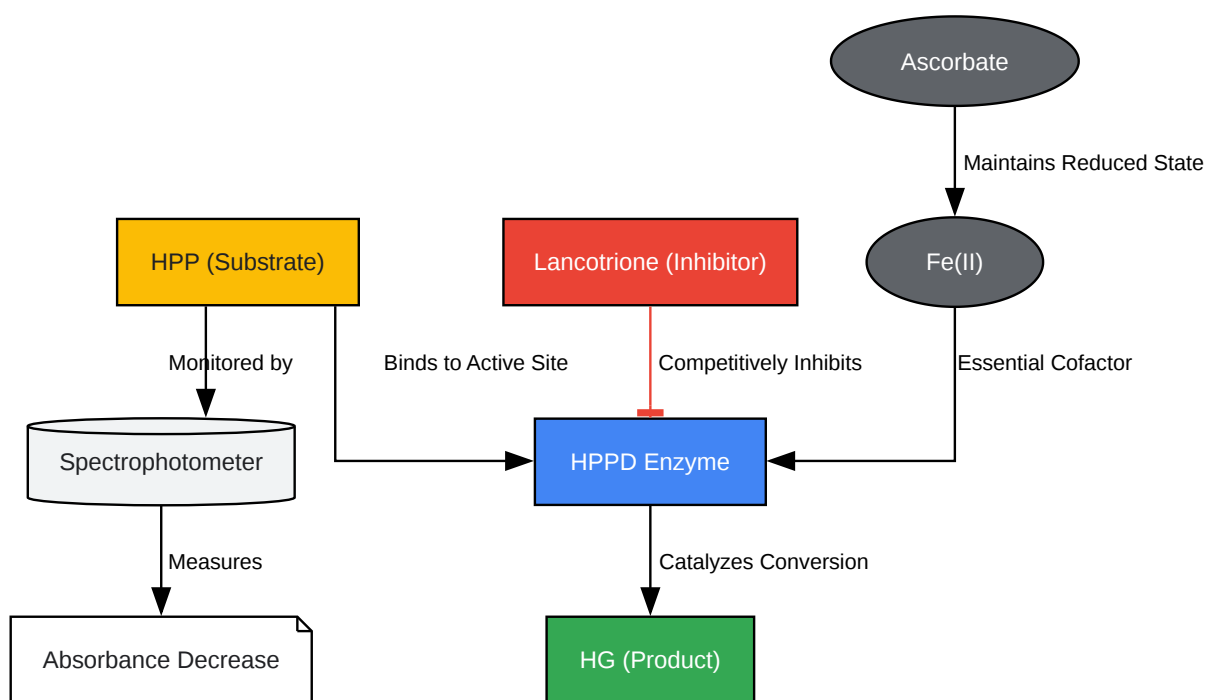 Ascorbate
Maintains Reduced State
HPP (Substrate)
Lancotrione (Inhibitor)
Fe(II)
Monitored by
Binds to Active Site
Competitively Inhibits
Essential Cofactor
Spectrophotometer
HPPD Enzyme
Measures
Catalyzes Conversion
Absorbance Decrease
HG (Product)